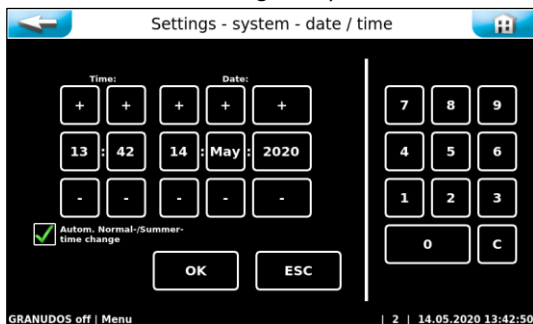 Settings - system - date / time
Time: Date:
+ + + + +
13 : 42 14 : May : 2020
- - - - -
Autom. Normal-/Summer-
time change
OK ESC
7 8 9
4 5 6
1 2 3
0 C
GRANUDOS off | Menu | 2 | 14.05.2020 13:42:50